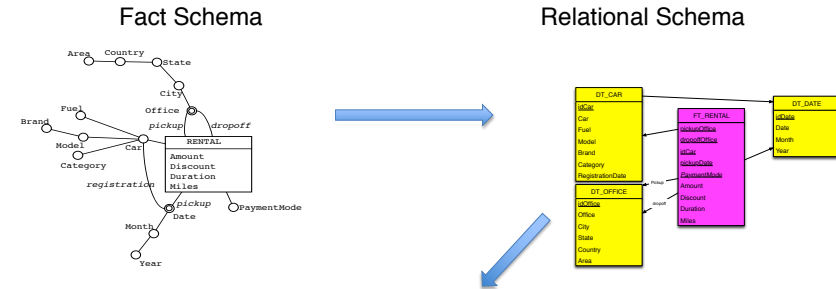 Fact Schema
Relational Schema
Area
Country
State
City
Office
pickup
dropoff
Fuel
Brand
Model
Car
Category
RENTAL
Amount
Discount
Duration
Miles
registration
pickup
Date
PaymentMode
Month
Year
DT_CAR
idCar
Car
Fuel
Model
Brand
Category
RegistrationDate
DT_OFFICE
idOffice
Office
City
State
Country
Area
FT_RENTAL
pickupOffice
dropoffOffice
idCar
pickupDate
PaymentMode
Amount
Discount
Duration
Miles
Pickup
dropoff
DT_DATE
idDate
Date
Month
Year